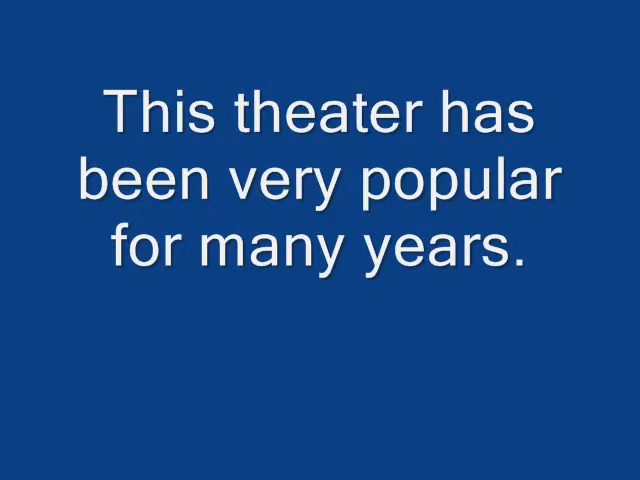 This theater has
been very popular
for many years.